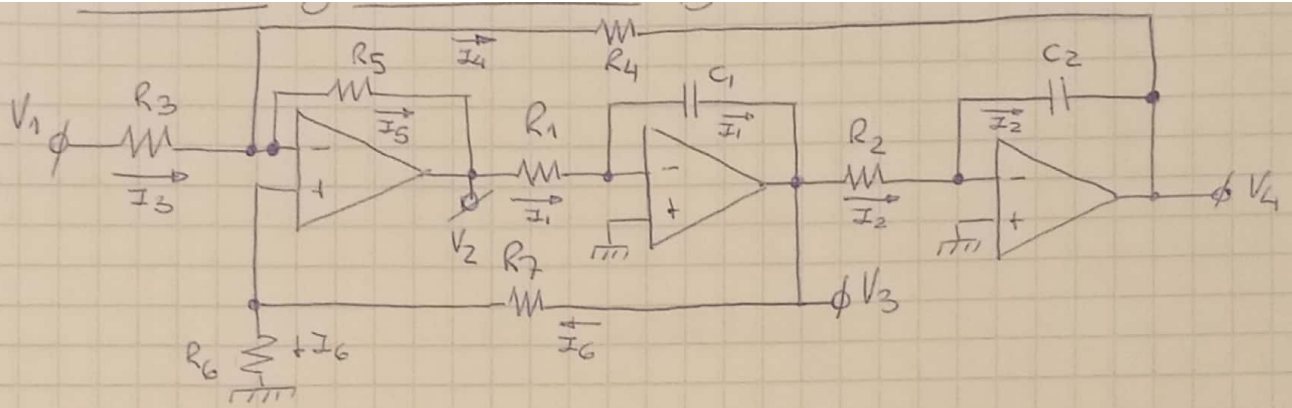 I4
R4
R5
C1
C2
V1
R3
I5
R1
I1
R2
I2
I3
-
+
V2
I1
-
+
I2
-
+
V4
R7
V3
I6
R6
↓I6